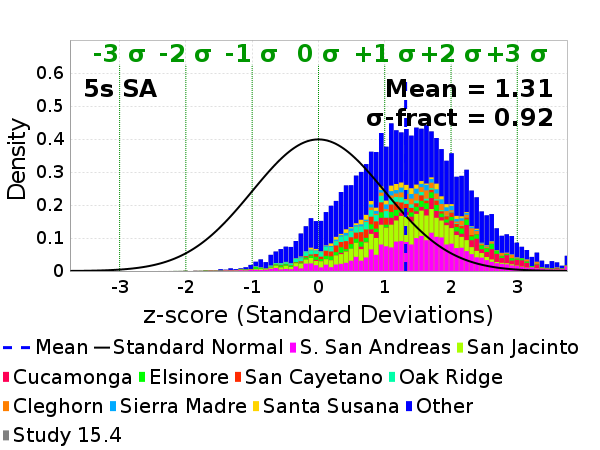 -3 σ -2 σ -1 σ 0 σ +1 σ +2 σ +3 σ
5s SA
Mean = 1.31
σ-fract = 0.92
Density
0.6
0.5
0.4
0.3
0.2
0.1
0
-3 -2 -1 0 1 2 3
z-score (Standard Deviations)
Mean Standard Normal S. San Andreas San Jacinto
Cucamonga Elsinore San Cayetano Oak Ridge
Cleghorn Sierra Madre Santa Susana Other
Study 15.4